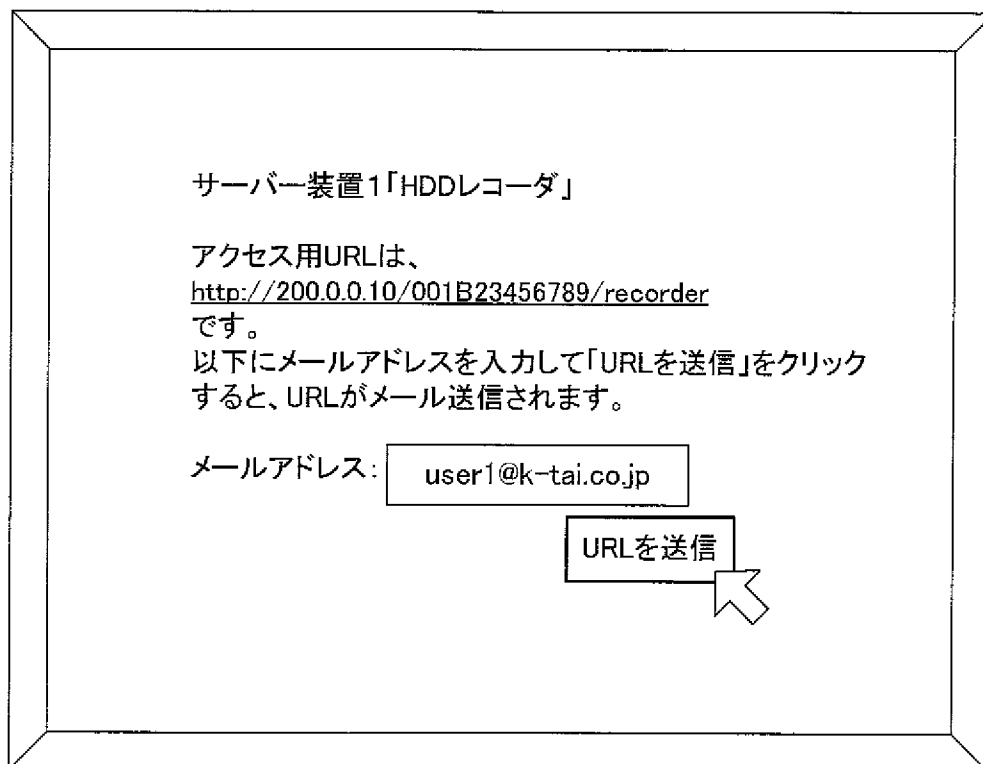 サーバー装置1「HDDレコーダ」
アクセス用URLは、
http://200.0.0.10/001B23456789/recorder
です。
以下にメールアドレスを入力して「URLを送信」をクリック
すると、URLがメール送信されます。
メールアドレス: user1@k-tai.co.jp
URLを送信